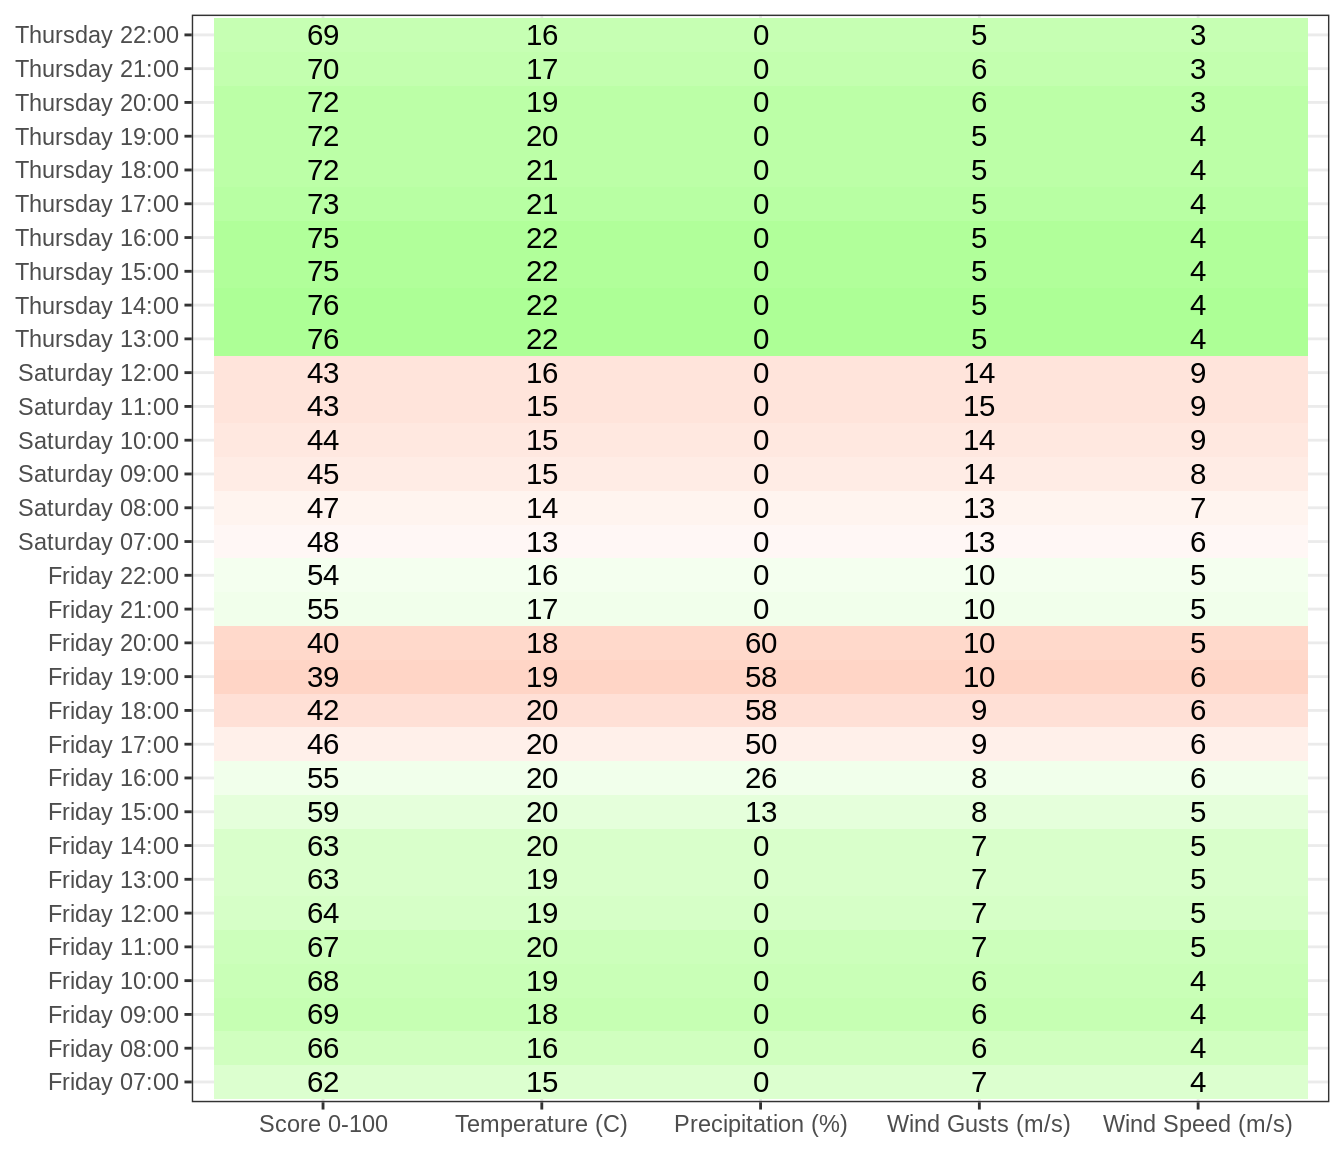 Thursday 22:00 69 16 0 5 3
Thursday 21:00 70 17 0 6 3
Thursday 20:00 72 19 0 6 3
Thursday 19:00 72 20 0 5 4
Thursday 18:00 72 21 0 5 4
Thursday 17:00 73 21 0 5 4
Thursday 16:00 75 22 0 5 4
Thursday 15:00 75 22 0 5 4
Thursday 14:00 76 22 0 5 4
Thursday 13:00 76 22 0 5 4
Saturday 12:00 43 16 0 14 9
Saturday 11:00 43 15 0 15 9
Saturday 10:00 44 15 0 14 9
Saturday 09:00 45 15 0 14 8
Saturday 08:00 47 14 0 13 7
Saturday 07:00 48 13 0 13 6
Friday 22:00 54 16 0 10 5
Friday 21:00 55 17 0 10 5
Friday 20:00 40 18 60 10 5
Friday 19:00 39 19 58 10 6
Friday 18:00 42 20 58 9 6
Friday 17:00 46 20 50 9 6
Friday 16:00 55 20 26 8 6
Friday 15:00 59 20 13 8 5
Friday 14:00 63 20 0 7 5
Friday 13:00 63 19 0 7 5
Friday 12:00 64 19 0 7 5
Friday 11:00 67 20 0 7 5
Friday 10:00 68 19 0 6 4
Friday 09:00 69 18 0 6 4
Friday 08:00 66 16 0 6 4
Friday 07:00 62 15 0 7 4
Score 0-100 Temperature (C) Precipitation (%) Wind Gusts (m/s) Wind Speed (m/s)